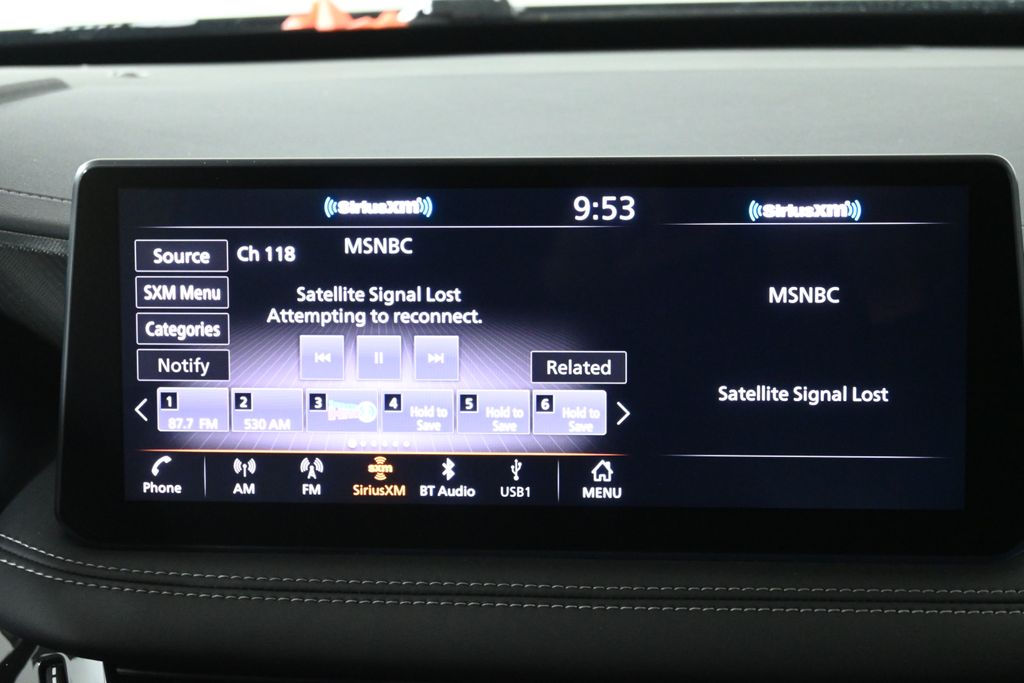 SiriusXM
9:53
SiriusXM
Source
Ch 118
MSNBC
SXM Menu
Satellite Signal Lost
Attempting to reconnect.
Categories
Notify
Related
1
87.7 FM
2
530 AM
3
4
Hold to
Save
5
Hold to
Save
6
Hold to
Save
Phone
AM
FM
sxm
SiriusXM
BT Audio
USB1
MENU
MSNBC
Satellite Signal Lost